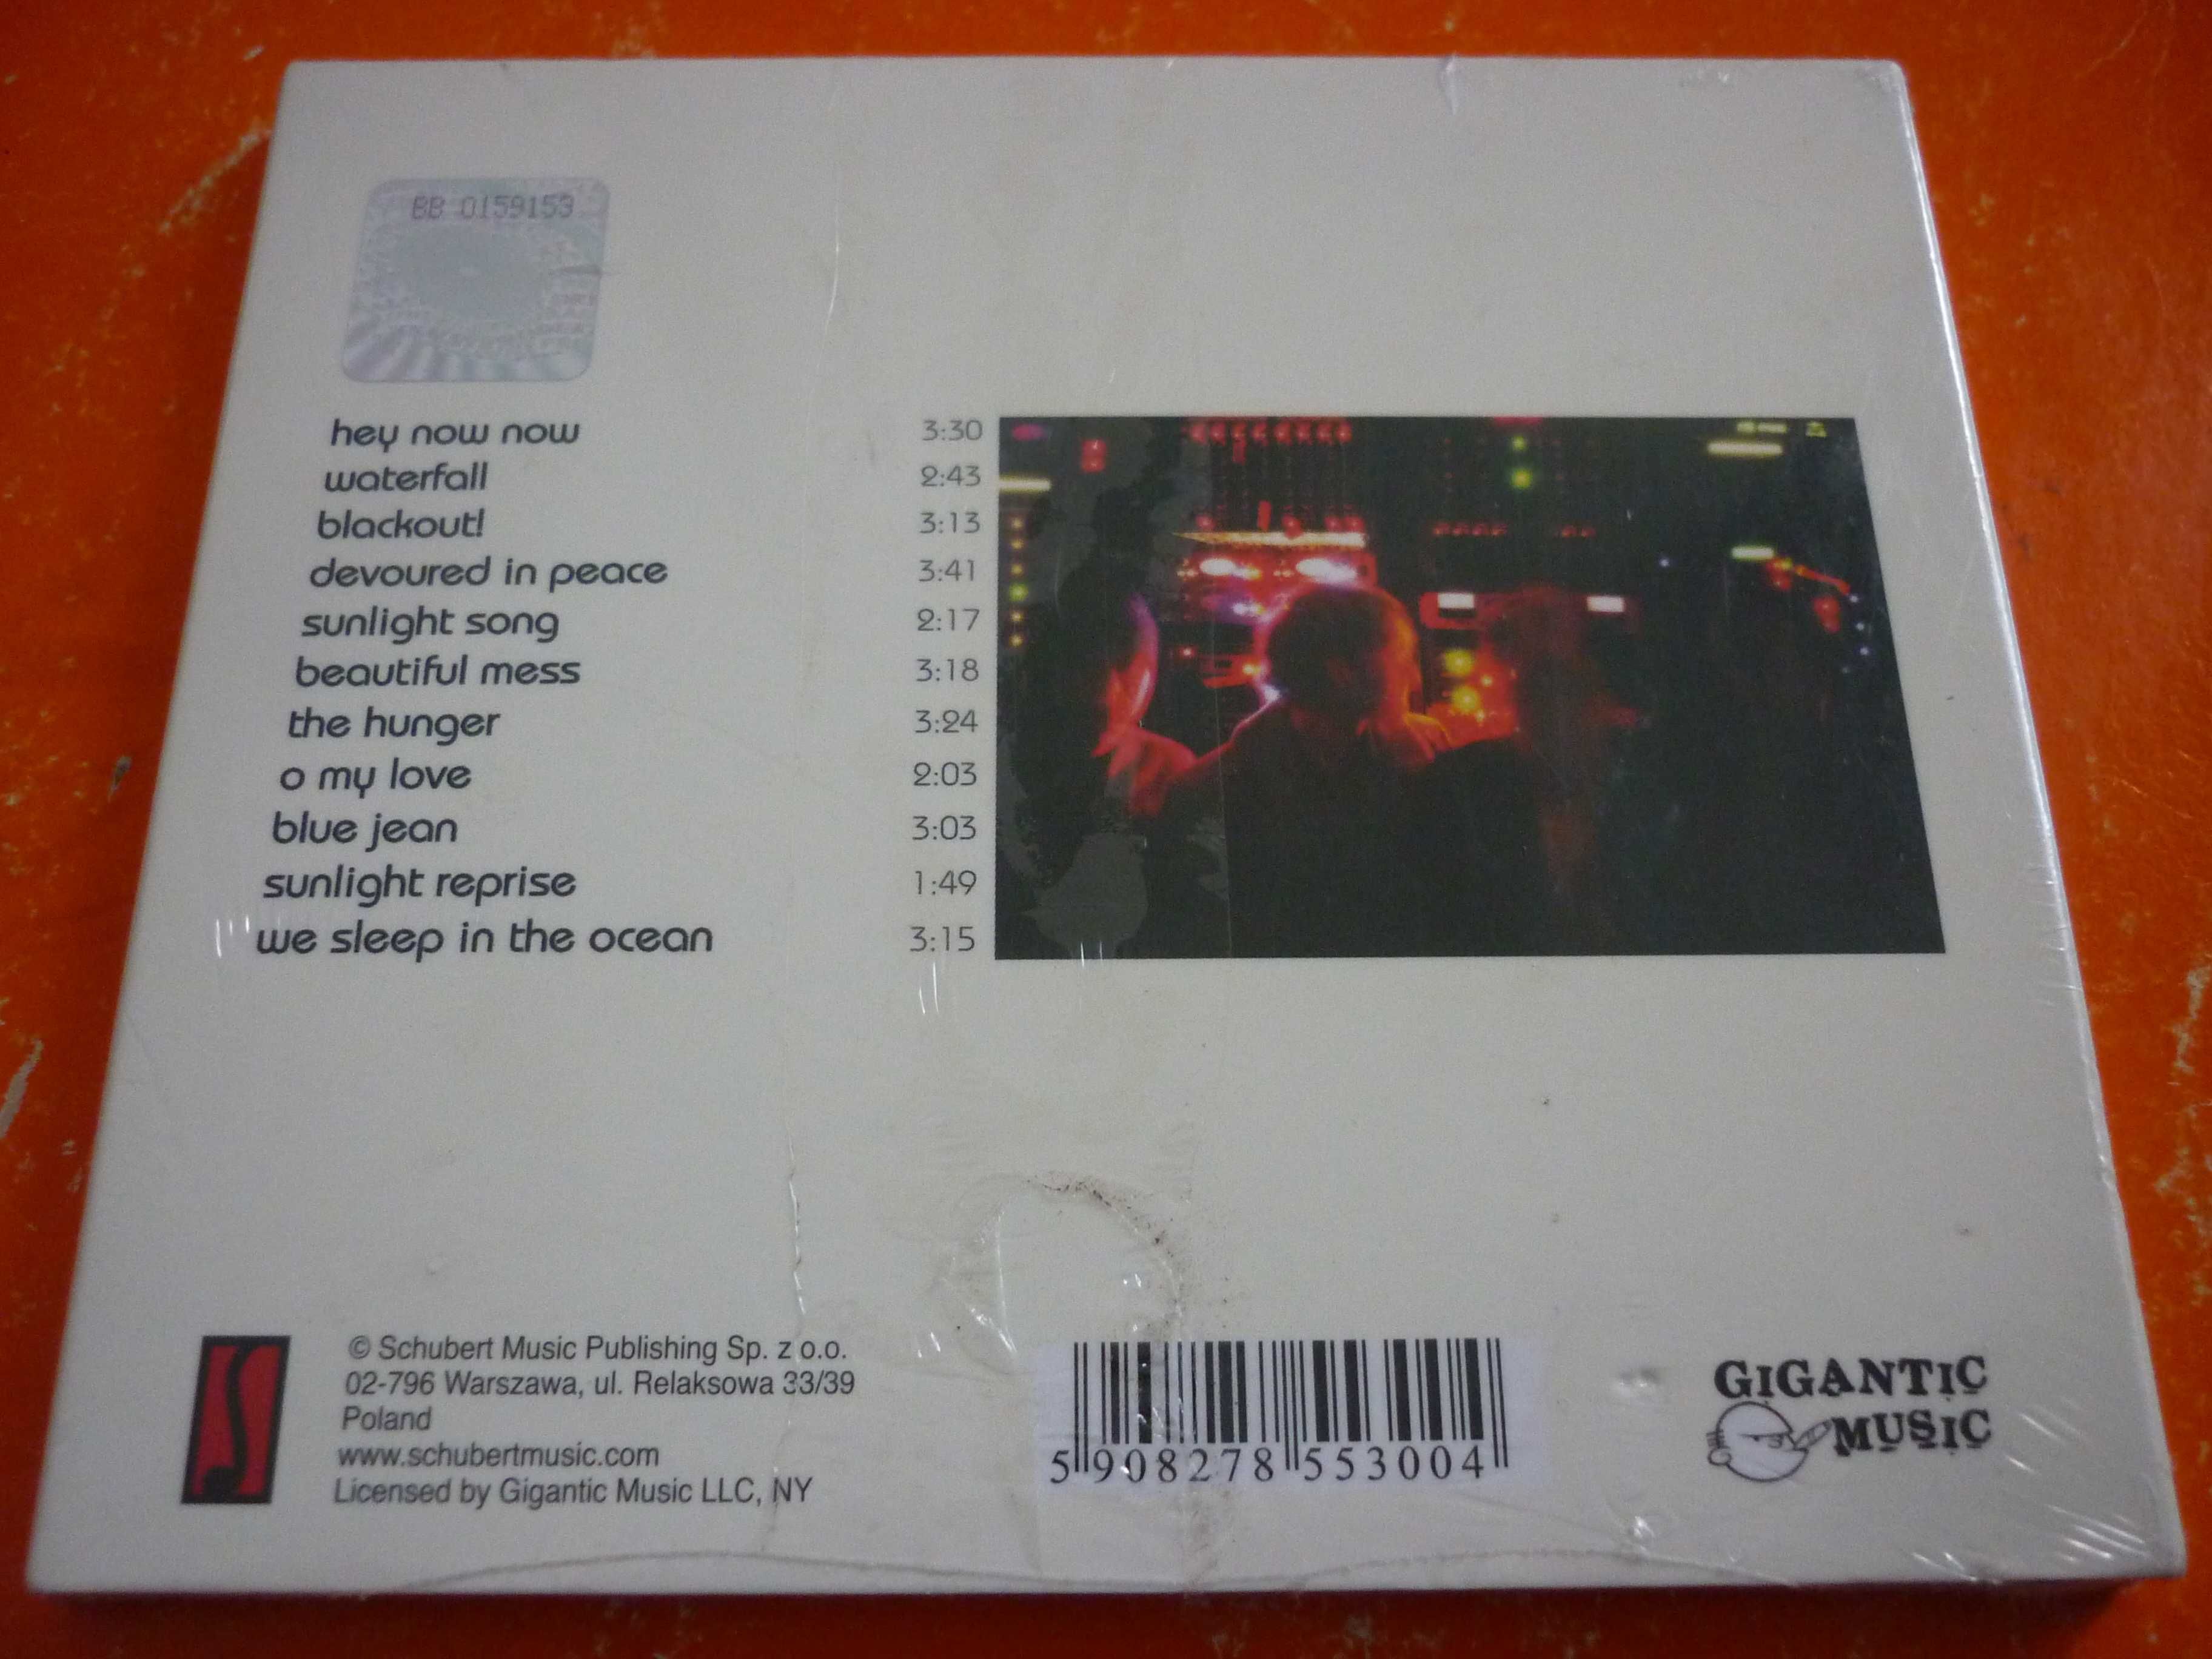 BB 0159153
hey now now 3:30
waterfall 2:43
blackout! 3:13
devoured in peace 3:41
sunlight song 2:17
beautiful mess 3:18
the hunger 3:24
o my love 2:03
blue jean 3:03
sunlight reprise 1:49
we sleep in the ocean 3:15
© Schubert Music Publishing Sp. z o.o.
02-796 Warszawa, ul. Relaksowa 33/39
Poland
www.schubertmusic.com
Licensed by Gigantic Music LLC, NY
5 908278 553004
GIGANTIC
MUSIC